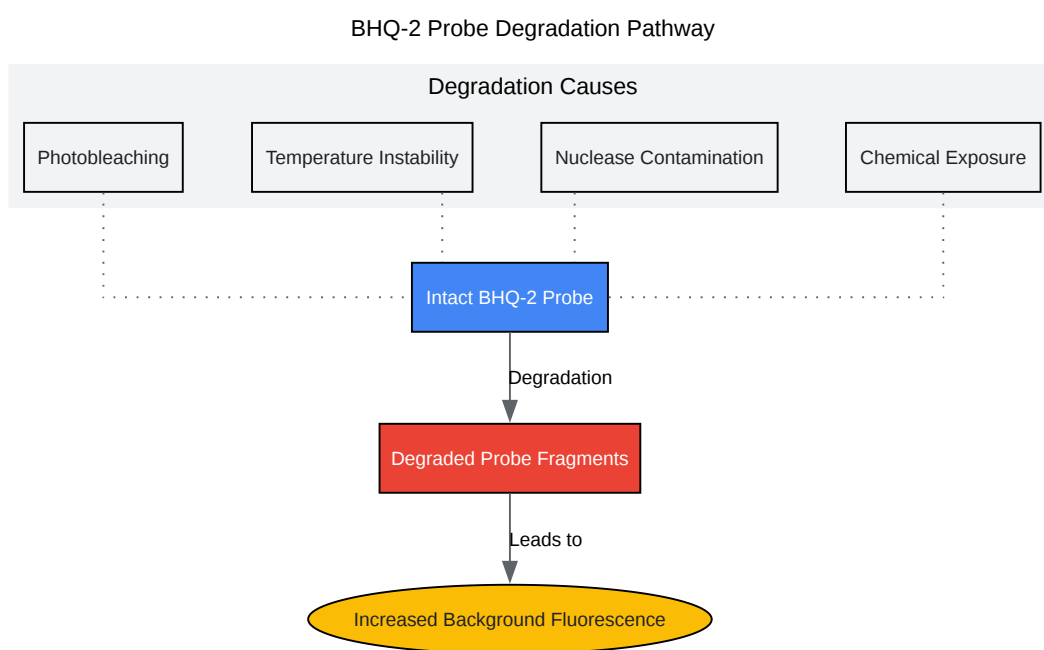 BHQ-2 Probe Degradation Pathway
Degradation Causes
Photobleaching
Temperature Instability
Nuclease Contamination
Chemical Exposure
Intact BHQ-2 Probe
Degradation
Degraded Probe Fragments
Leads to
Increased Background Fluorescence